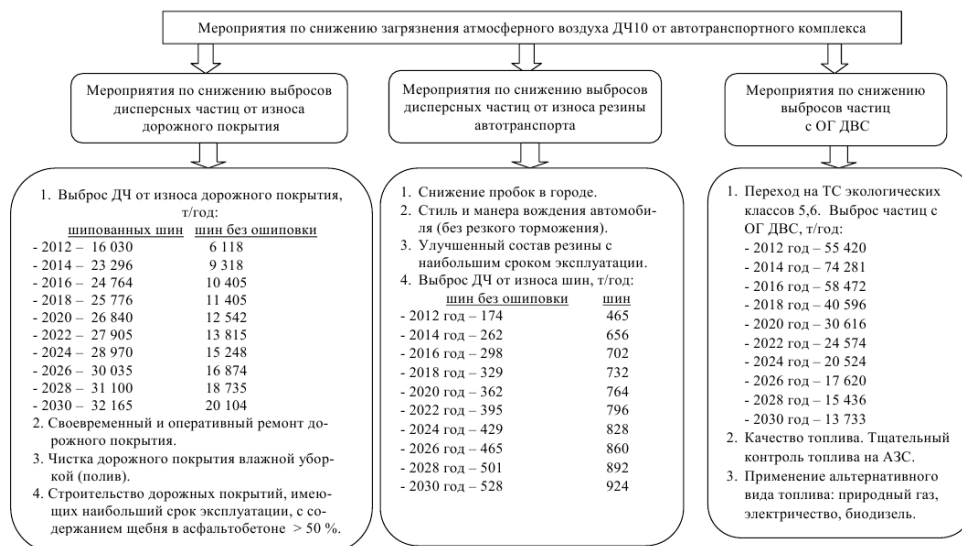 Мероприятия по снижению загрязнения атмосферного воздуха ДЧ10 от автотранспортного комплекса
Мероприятия по снижению выбросов
дисперсных частиц от износа
дорожного покрытия
1. Выброс ДЧ от износа дорожного покрытия,
т/год:
шипованных шин шин без ошиповки
- 2012 – 16 030 6 118
- 2014 – 23 296 9 318
- 2016 – 24 764 10 405
- 2018 – 25 776 11 405
- 2020 – 26 840 12 542
- 2022 – 27 905 13 815
- 2024 – 28 970 15 248
- 2026 – 30 035 16 874
- 2028 – 31 100 18 735
- 2030 – 32 165 20 104
2. Своевременный и оперативный ремонт до-
рожного покрытия.
3. Чистка дорожного покрытия влажной убор-
кой (полив).
4. Строительство дорожных покрытий, имею-
щих наибольший срок эксплуатации, с со-
держанием щебня в асфальтобетоне > 50 %.
Мероприятия по снижению выбросов
дисперсных частиц от износа резины
автотранспорта
1. Снижение пробок в городе.
2. Стиль и манера вождения автомоби-
ля (без резкого торможения).
3. Улучшенный состав резины с
наибольшим сроком эксплуатации.
4. Выброс ДЧ от износа шин, т/год:
шин без ошиповки шин
- 2012 год – 174 465
- 2014 год – 262 656
- 2016 год – 298 702
- 2018 год – 329 732
- 2020 год – 362 764
- 2022 год – 395 796
- 2024 год – 429 828
- 2026 год – 465 860
- 2028 год – 501 892
- 2030 год – 528 924
Мероприятия по снижению
выбросов частиц
с ОГ ДВС
1. Переход на ТС экологических
классов 5,6. Выброс частиц с
ОГ ДВС, т/год:
- 2012 год – 55 420
- 2014 год – 74 281
- 2016 год – 58 472
- 2018 год – 40 596
- 2020 год – 30 616
- 2022 год – 24 574
- 2024 год – 20 524
- 2026 год – 17 620
- 2028 год – 15 436
- 2030 год – 13 733
2. Качество топлива. Тщательный
контроль топлива на АЗС.
3. Применение альтернативного
вида топлива: природный газ,
электричество, биодизель.